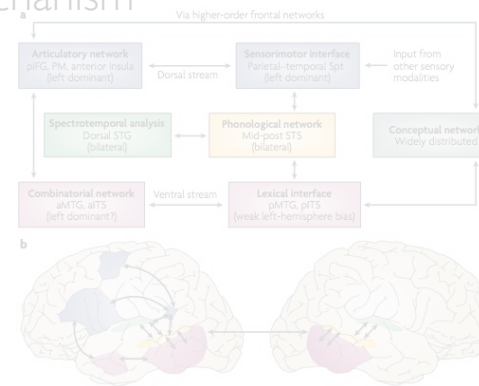 chanism
a
Via higher-order frontal networks
Articulatory network
pIFG, PM, anterior insula
(left dominant)
Dorsal stream
Sensorimotor interface
Parietal–temporal Spt
(left dominant)
Input from
other sensory
modalities
Spectrotemporal analysis
Dorsal STG
(bilateral)
Phonological network
Mid-post STS
(bilateral)
Conceptual network
Widely distributed
Combinatorial network
aMTG, aITS
(left dominant?)
Ventral stream
Lexical interface
pMTG, pITS
(weak left-hemisphere bias)
b